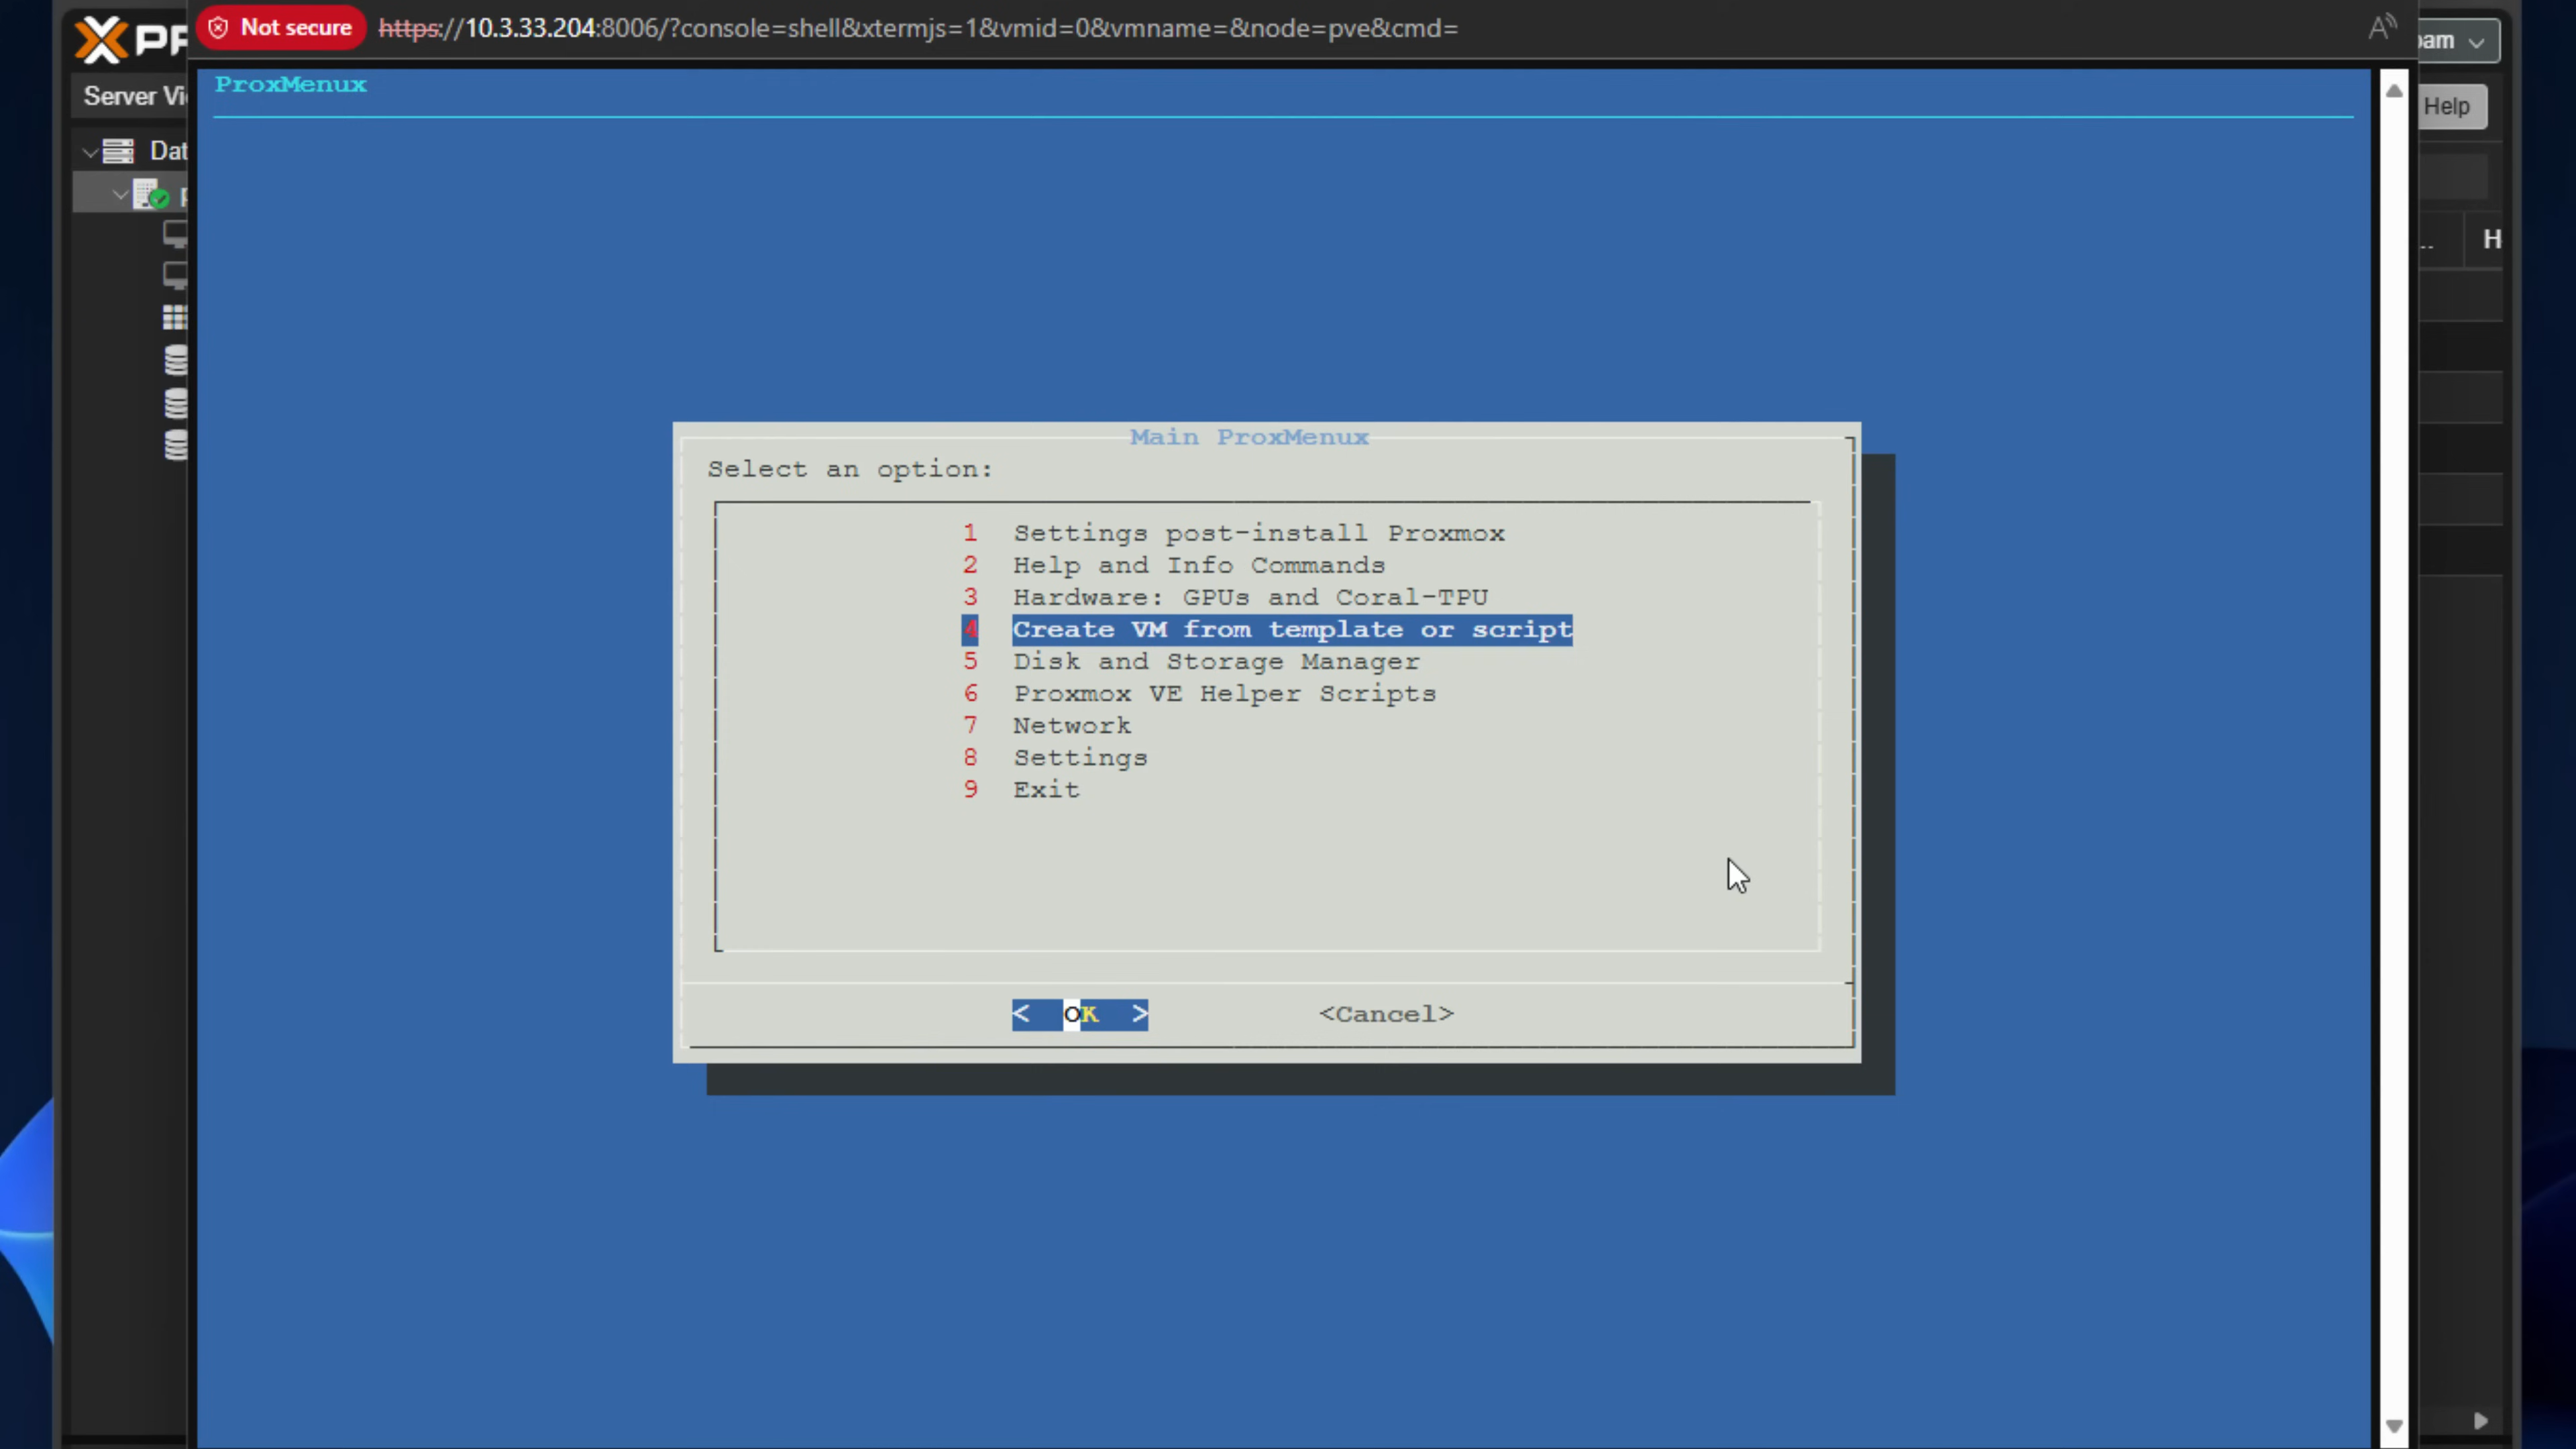 Not secure https://10.3.33.204:8006/?console=shell&xtermjs=1&vmid=0&vmname=&node=pve&cmd=
ProxMenux
Server
Help
Main ProxMenux
Select an option:
1 Settings post-install Proxmox
2 Help and Info Commands
3 Hardware: GPUs and Coral-TPU
4 Create VM from template or script
5 Disk and Storage Manager
6 Proxmox VE Helper Scripts
7 Network
8 Settings
9 Exit
< OK > <Cancel>